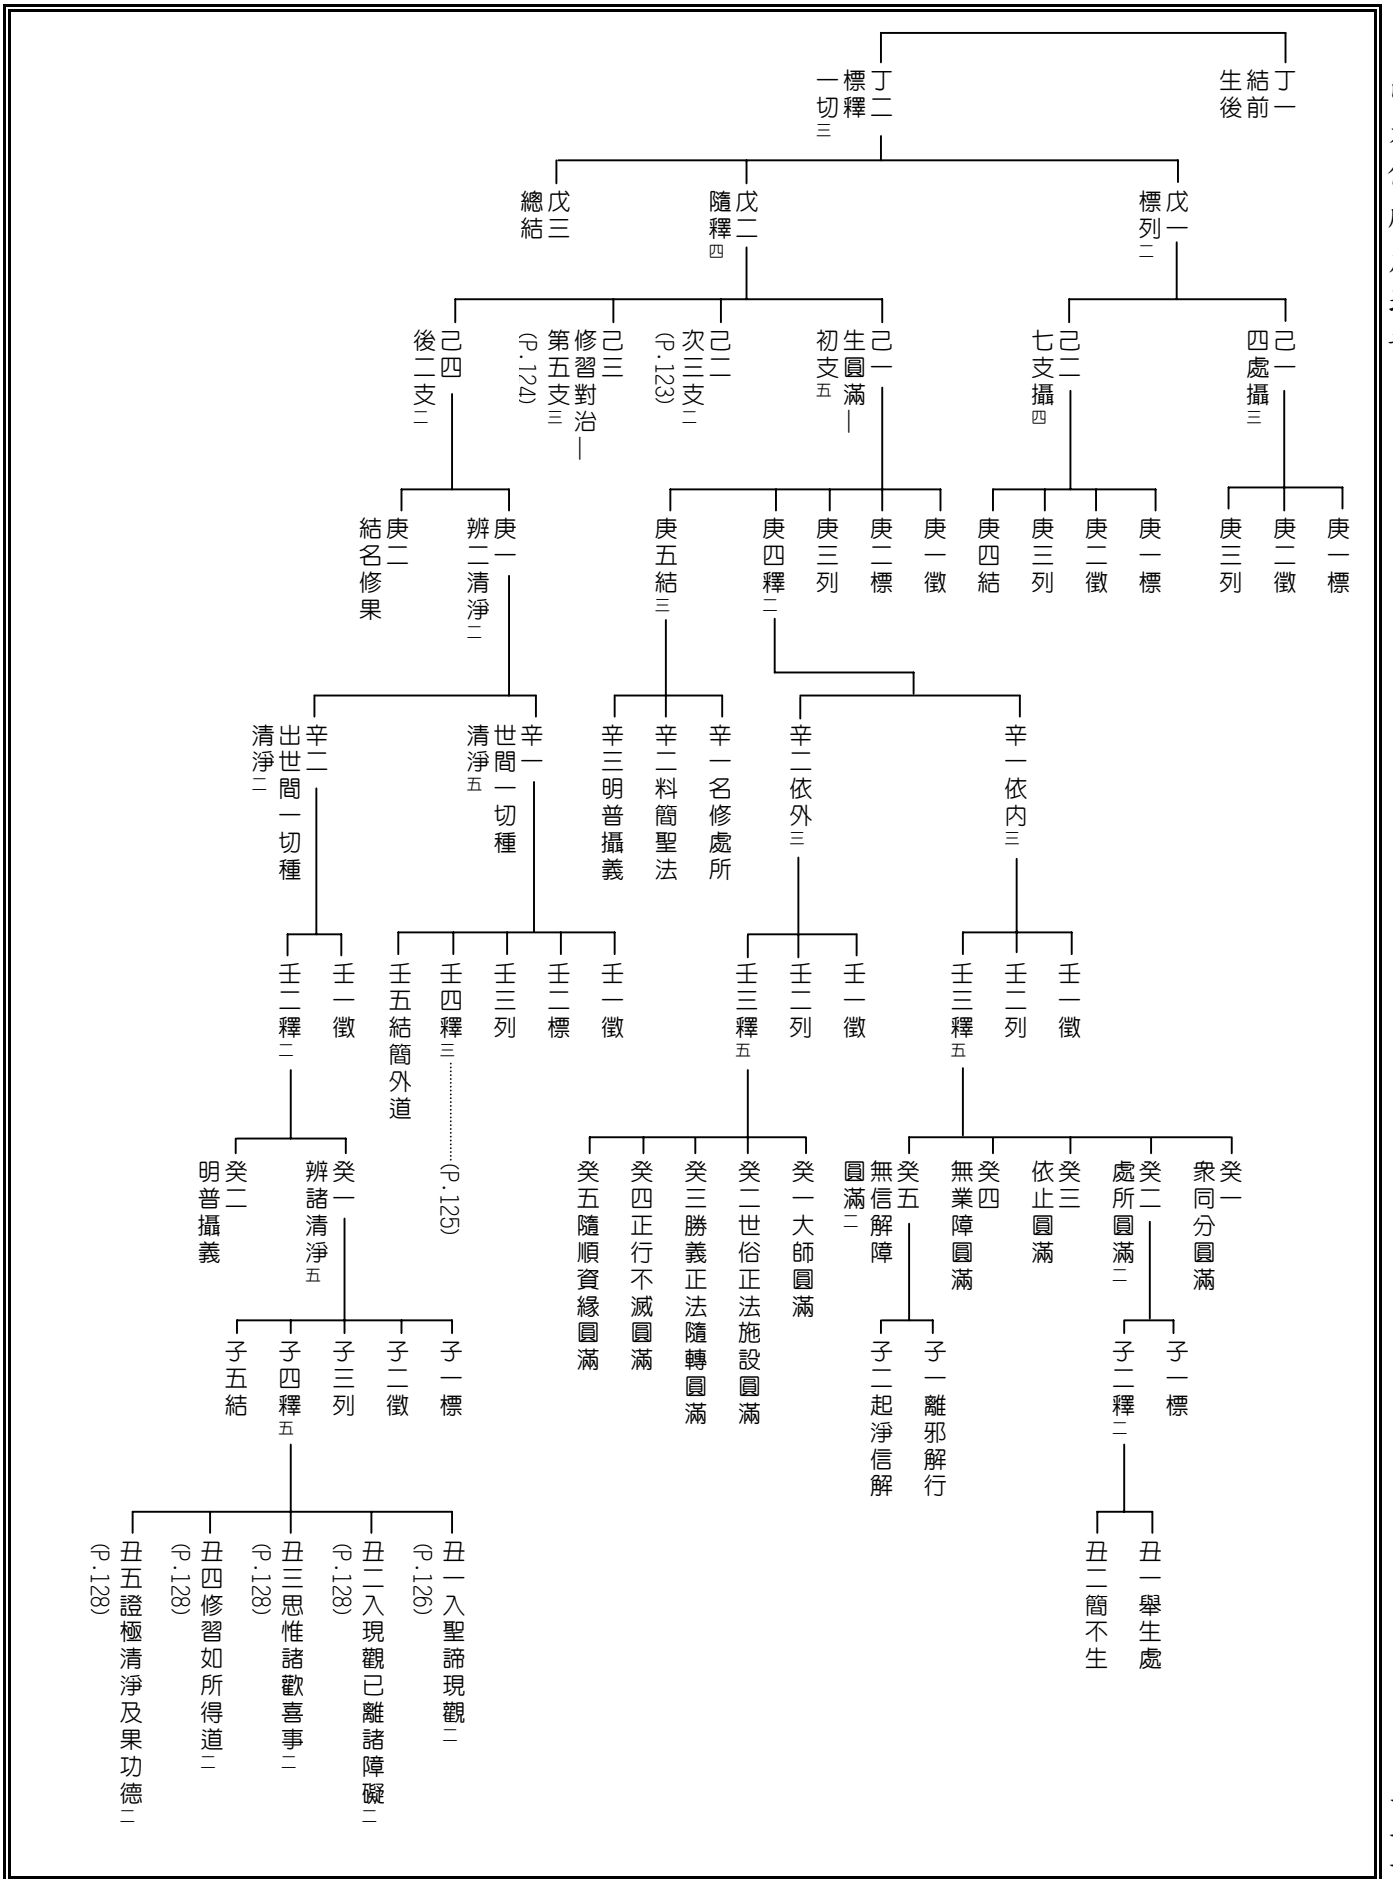 丁一
結前
生後
丁二
標釋
一切三
戊一
標列二
戊二
隨釋四
戊三
總結
己一
四處攝三
己二
七支攝四
己一
生圓滿—
初支五
己二
次三支二
(P.123)
己三
修習對治—
第五支三
(P.124)
己四
後二支二
庚一標
庚二徵
庚三列
庚一標
庚二徵
庚三列
庚四結
庚一徵
庚二標
庚三列
庚四釋二
庚五結三
庚一
辨二清淨二
庚二
結名修果
辛一依内三
辛二依外三
辛一名修處所
辛二料簡聖法
辛三明普攝義
辛一
世間一切種
清淨五
辛二
出世間一切種
清淨二
壬一徵
壬二列
壬三釋五
壬一徵
壬二列
壬三釋五
壬一徵
壬二標
壬三列
壬四釋三…………(P.125)
壬五結簡外道
壬一徵
壬二釋二
癸一
衆同分圓滿
癸二
處所圓滿二
癸三
依止圓滿
癸四
無業障圓滿
癸五
無信解障
圓滿二
癸一大師圓滿
癸二世俗正法施設圓滿
癸三勝義正法隨轉圓滿
癸四正行不滅圓滿
癸五隨順資緣圓滿
癸一
辨諸清淨五
癸二
明普攝義
子一標
子二釋二
子一離邪解行
子二起淨信解
子一標
子二徵
子三列
子四釋五
子五結
丑一舉生處
丑二簡不生
丑一入聖諦現觀二
(P.126)
丑二入現觀已離諸障礙二
(P.128)
丑三思惟諸歡喜事二
(P.128)
丑四修習如所得道二
(P.128)
丑五證極清淨及果功德二
(P.128)